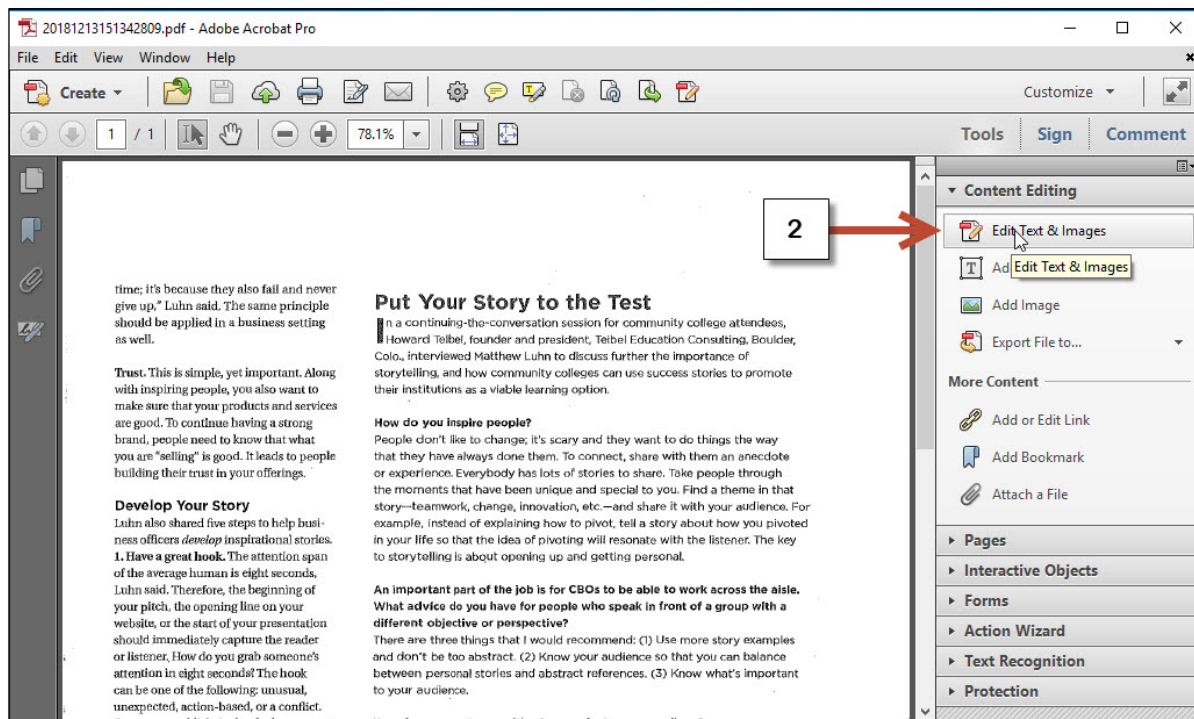 20181213151342809.pdf - Adobe Acrobat Pro
File Edit View Window Help
Create
Customize
1 / 1
78.1%
Tools Sign Comment
time; it's because they also fail and never
give up," Luhn said. The same principle
should be applied in a business setting
as well.
Trust. This is simple, yet important. Along
with inspiring people, you also want to
make sure that your products and services
are good. To continue having a strong
brand, people need to know that what
you are "selling" is good. It leads to people
building their trust in your offerings.
Develop Your Story
Luhn also shared five steps to help busi-
ness officers develop inspirational stories.
1. Have a great hook. The attention span
of the average human is eight seconds,
Luhn said. Therefore, the beginning of
your pitch, the opening line on your
website, or the start of your presentation
should immediately capture the reader
or listener. How do you grab someone's
attention in eight seconds? The hook
can be one of the following: unusual,
unexpected, action-based, or a conflict.
Put Your Story to the Test
In a continuing-the-conversation session for community college attendees,
Howard Teibel, founder and president, Teibel Education Consulting, Boulder,
Colo., interviewed Matthew Luhn to discuss further the importance of
storytelling, and how community colleges can use success stories to promote
their institutions as a viable learning option.
How do you inspire people?
People don't like to change; it's scary and they want to do things the way
that they have always done them. To connect, share with them an anecdote
or experience. Everybody has lots of stories to share. Take people through
the moments that have been unique and special to you. Find a theme in that
story—teamwork, change, innovation, etc.—and share it with your audience. For
example, instead of explaining how to pivot, tell a story about how you pivoted
in your life so that the idea of pivoting will resonate with the listener. The key
to storytelling is about opening up and getting personal.
An important part of the job is for CBOs to be able to work across the aisle.
What advice do you have for people who speak in front of a group with a
different objective or perspective?
There are three things that I would recommend: (1) Use more story examples
and don't be too abstract. (2) Know your audience so that you can balance
between personal stories and abstract references. (3) Know what's important
to your audience.
2
Content Editing
Edit Text & Images
Ad
Edit Text & Images
Add Image
Export File to...
More Content
Add or Edit Link
Add Bookmark
Attach a File
Pages
Interactive Objects
Forms
Action Wizard
Text Recognition
Protection